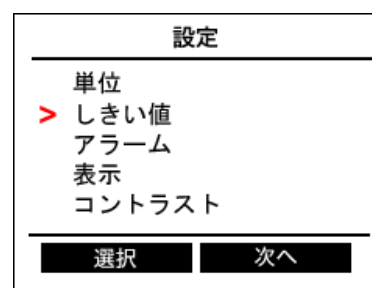 設定
単位
> しきい値
アラーム
表示
コントラスト
選択 次へ